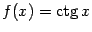 f(x) = ctg x